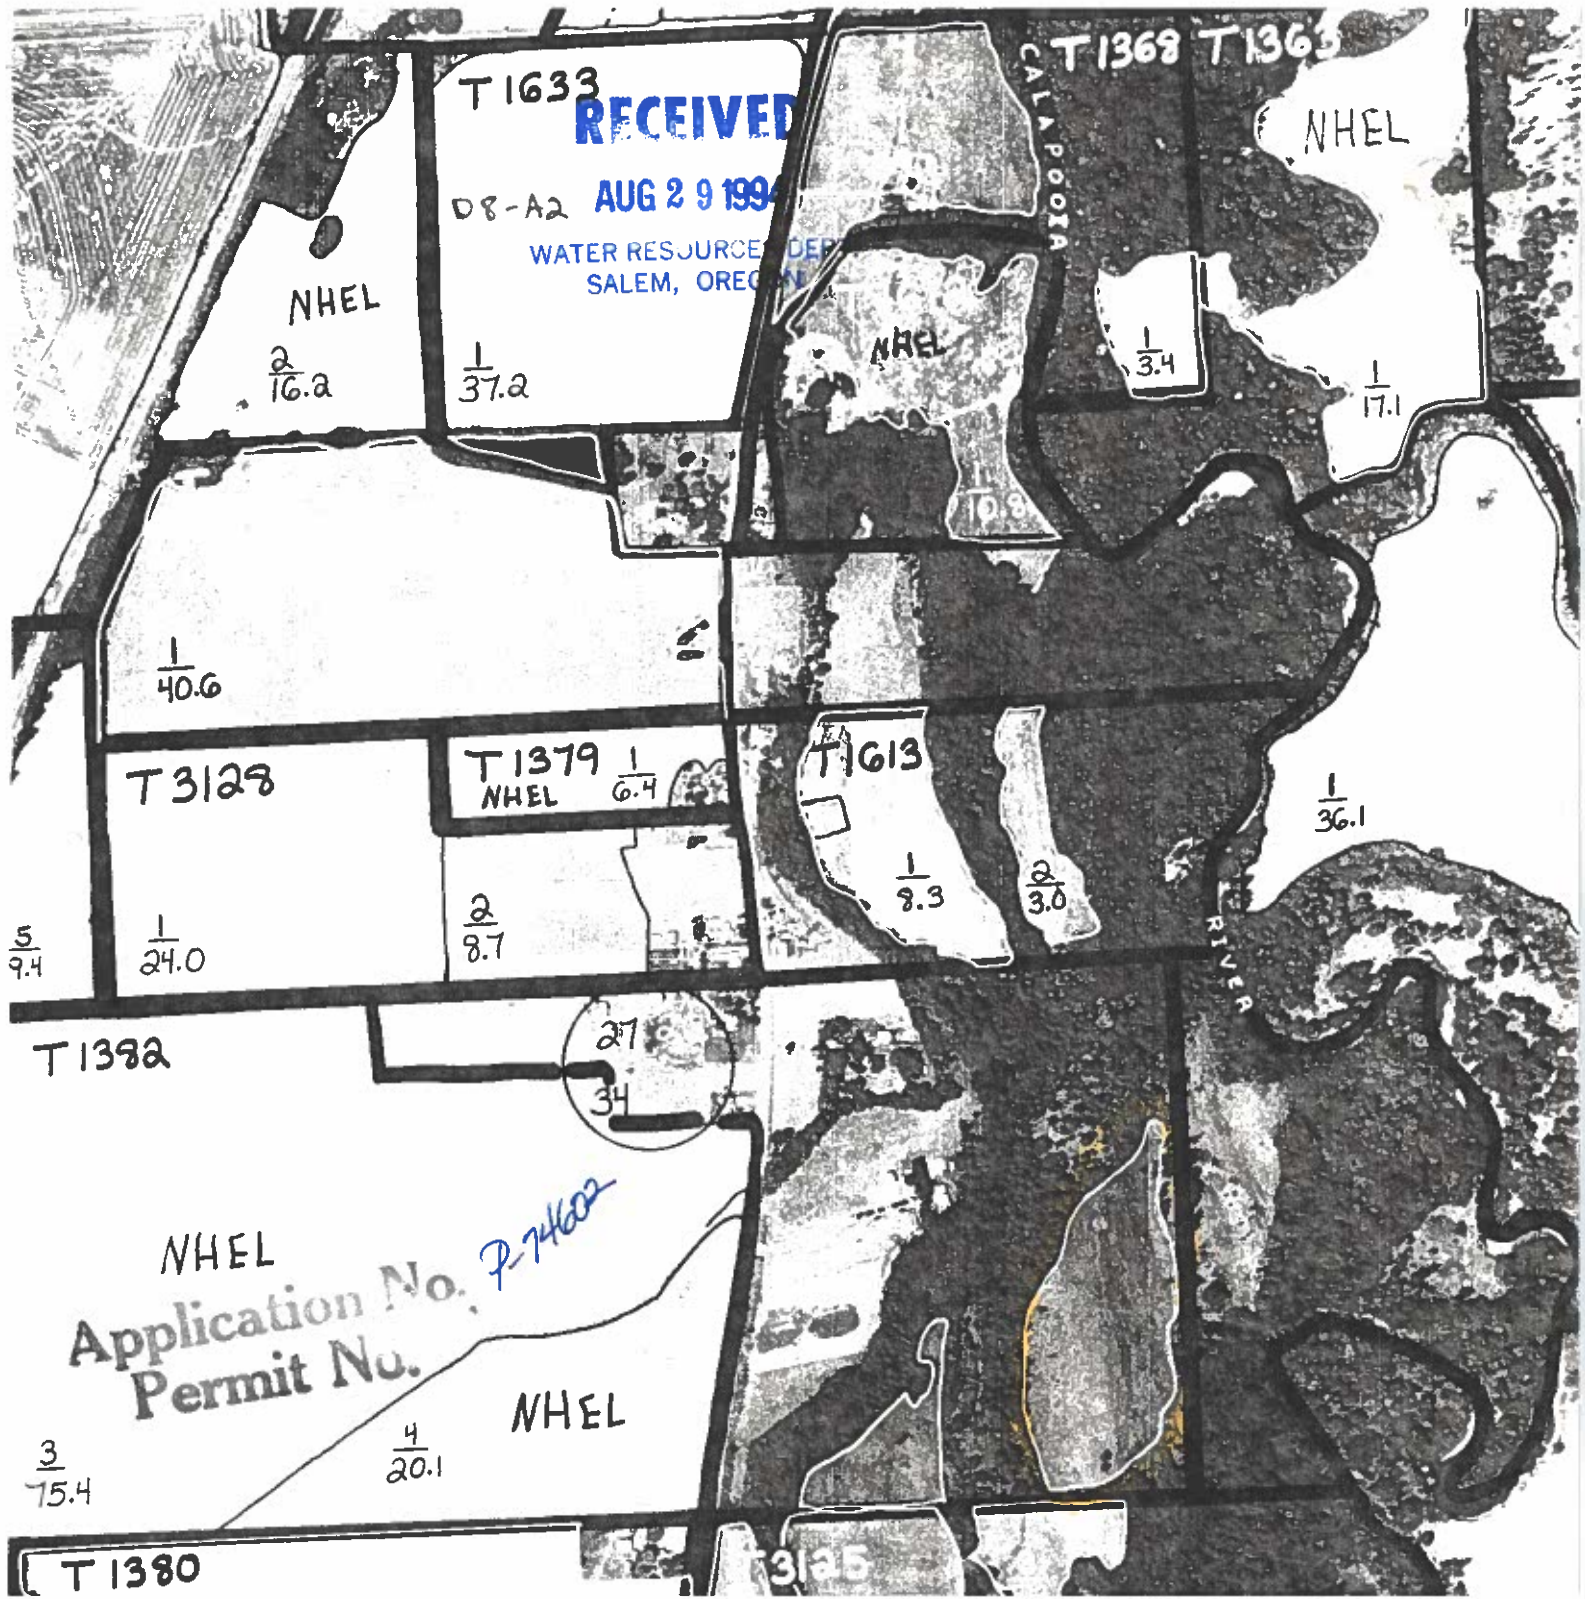 T 1633
RECEIVED
AUG 29 199
WATER RESOURCES DEP
SALEM, OREGON
D8-A2
CALAPOOIA
T 1368 T 1363
NHEL
NHEL
2
16.2
1
37.2
NHEL
1
3.4
1
17.1
10.8
1
40.6
T 3128
T 1379
NHEL
1
6.4
T 1613
1
36.1
1
8.3
2
3.0
5
9.4
1
24.0
2
8.7
RIVER
T 1382
27
34
NHEL
Application No. P-74602
Permit No.
NHEL
3
75.4
4
20.1
T 1380
3125